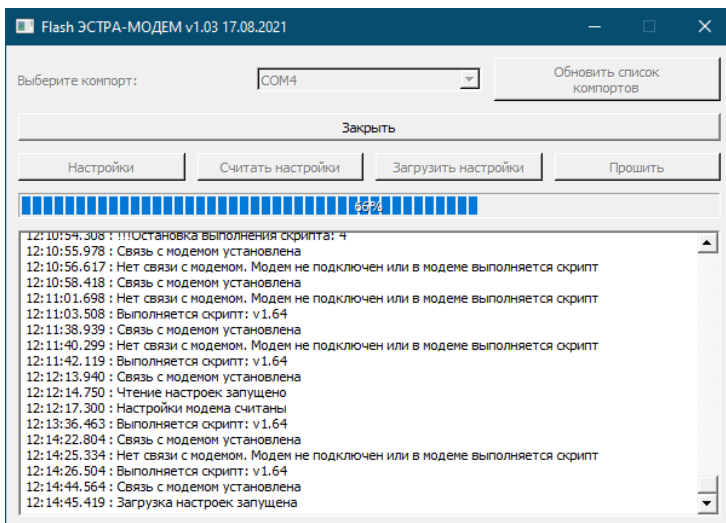 Flash ЭСТРА-МОДЕМ v1.03 17.08.2021
Выберите компорт:
COM4
Обновить список
компортов
Закрыть
Настройки
Считать настройки
Загрузить настройки
Прошить
66%
12:10:54.308 : !!!Остановка выполнения скрипта: 4
12:10:55.978 : Связь с модемом установлена
12:10:56.617 : Нет связи с модемом. Модем не подключен или в модеме выполняется скрипт
12:10:58.418 : Связь с модемом установлена
12:11:01.698 : Нет связи с модемом. Модем не подключен или в модеме выполняется скрипт
12:11:03.508 : Выполняется скрипт: v1.64
12:11:38.939 : Связь с модемом установлена
12:11:40.299 : Нет связи с модемом. Модем не подключен или в модеме выполняется скрипт
12:11:42.119 : Выполняется скрипт: v1.64
12:12:13.940 : Связь с модемом установлена
12:12:14.750 : Чтение настроек запущено
12:12:17.300 : Настройки модема считаны
12:13:36.463 : Выполняется скрипт: v1.64
12:14:22.804 : Связь с модемом установлена
12:14:25.334 : Нет связи с модемом. Модем не подключен или в модеме выполняется скрипт
12:14:26.504 : Выполняется скрипт: v1.64
12:14:44.564 : Связь с модемом установлена
12:14:45.419 : Загрузка настроек запущена